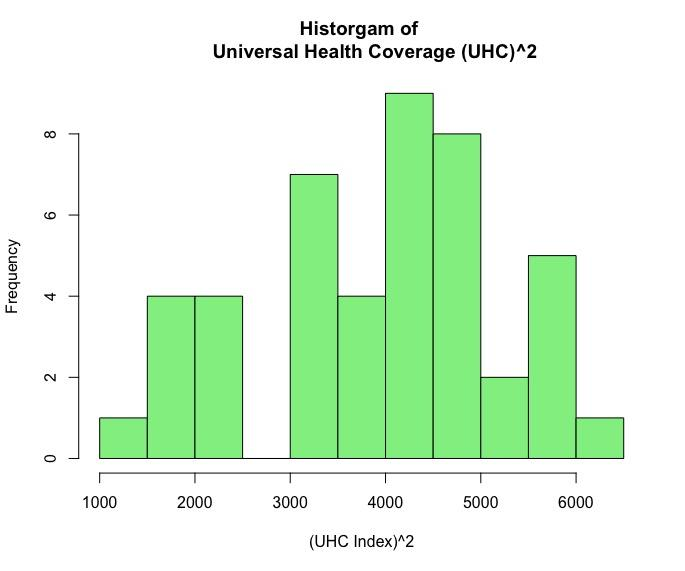 Historgam of
Universal Health Coverage (UHC)^2
Frequency
8
6
4
2
0
1000 2000 3000 4000 5000 6000
(UHC Index)^2